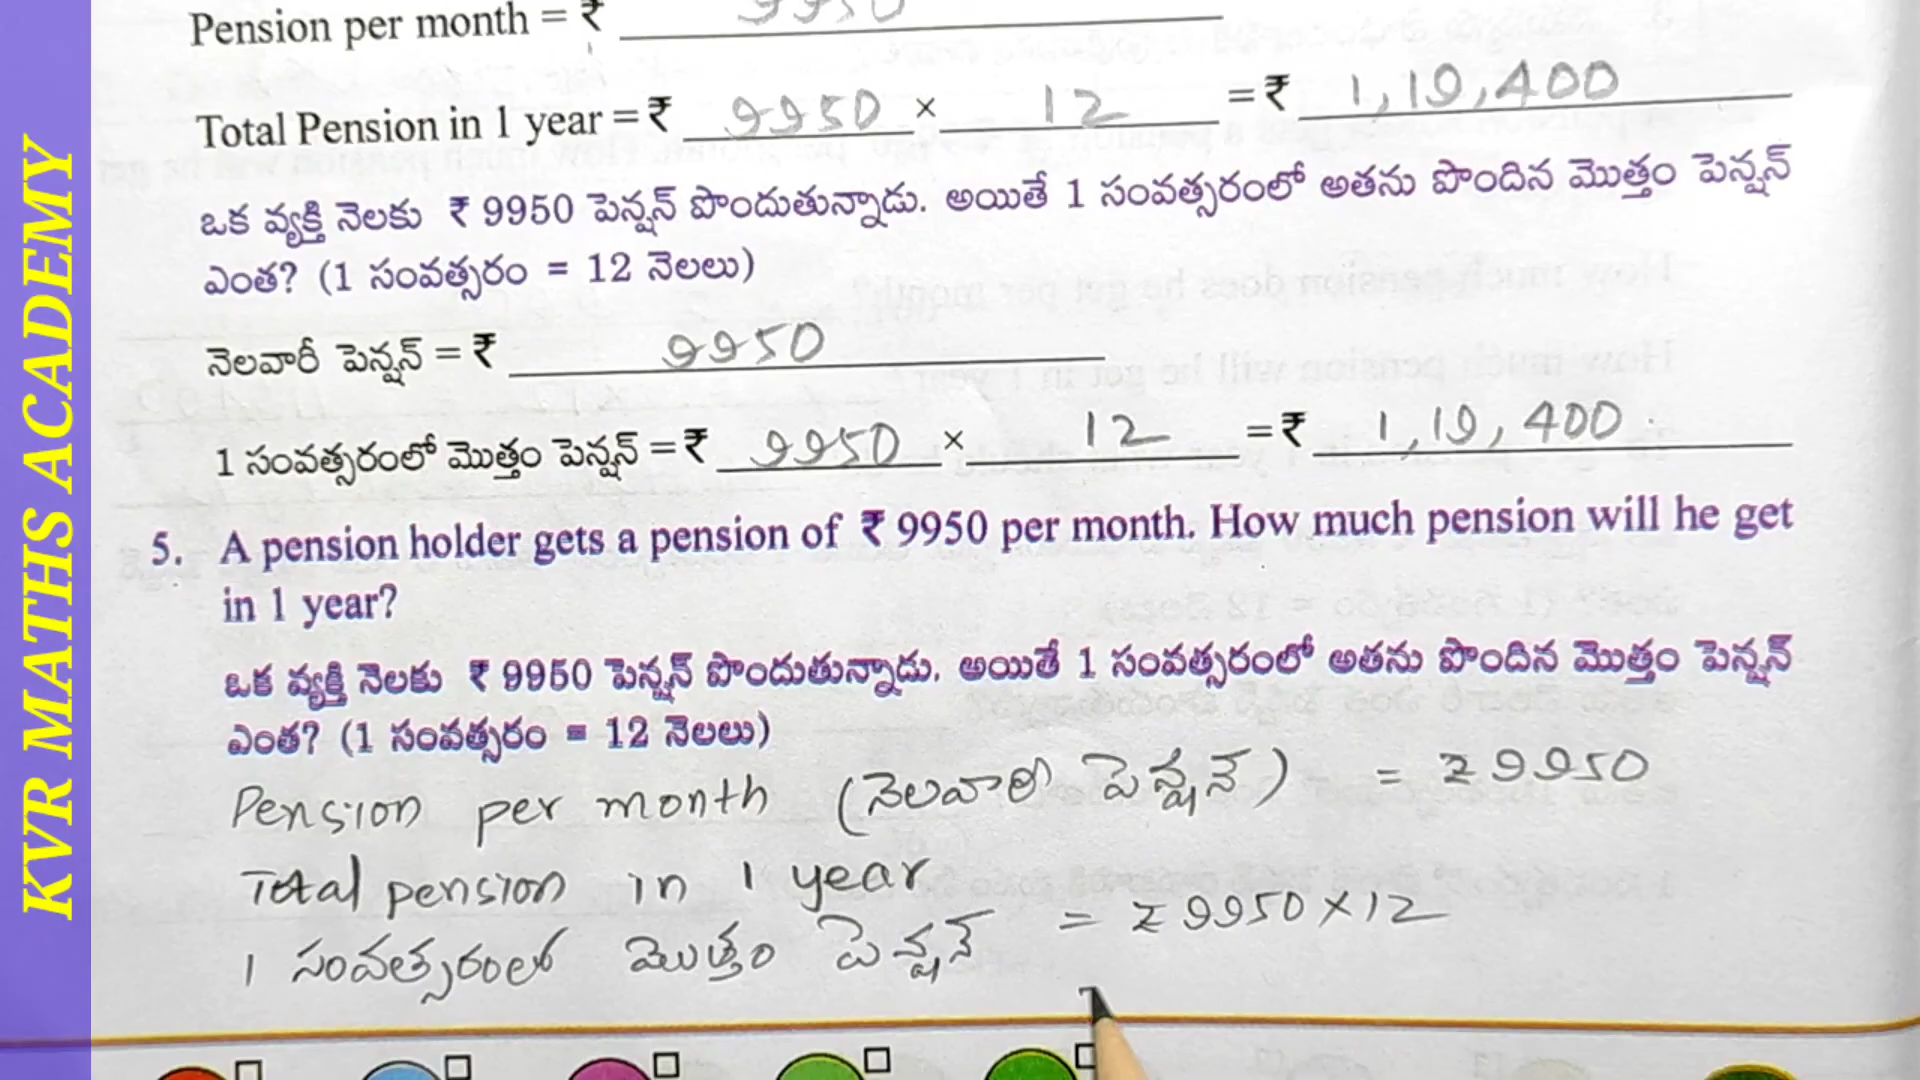 KVR MATHS ACADEMY
Pension per month = ₹ 9950
Total Pension in 1 year = ₹ 9950 × 12 = ₹ 1,19,400
ఒక వ్యక్తి నెలకు ₹ 9950 పెన్షన్ పొందుతున్నాడు. అయితే 1 సంవత్సరంలో అతను పొందిన మొత్తం పెన్షన్
ఎంత? (1 సంవత్సరం = 12 నెలలు)
నెలవారీ పెన్షన్ = ₹ 9950
1 సంవత్సరంలో మొత్తం పెన్షన్ = ₹ 9950 × 12 = ₹ 1,19,400
5. A pension holder gets a pension of ₹ 9950 per month. How much pension will he get
in 1 year?
ఒక వ్యక్తి నెలకు ₹ 9950 పెన్షన్ పొందుతున్నాడు. అయితే 1 సంవత్సరంలో అతను పొందిన మొత్తం పెన్షన్
ఎంత? (1 సంవత్సరం = 12 నెలలు)
Pension per month (నెలవారీ పెన్షన్) = ₹9950
Total pension in 1 year
1 సంవత్సరంలో మొత్తం పెన్షన్ = ₹9950×12